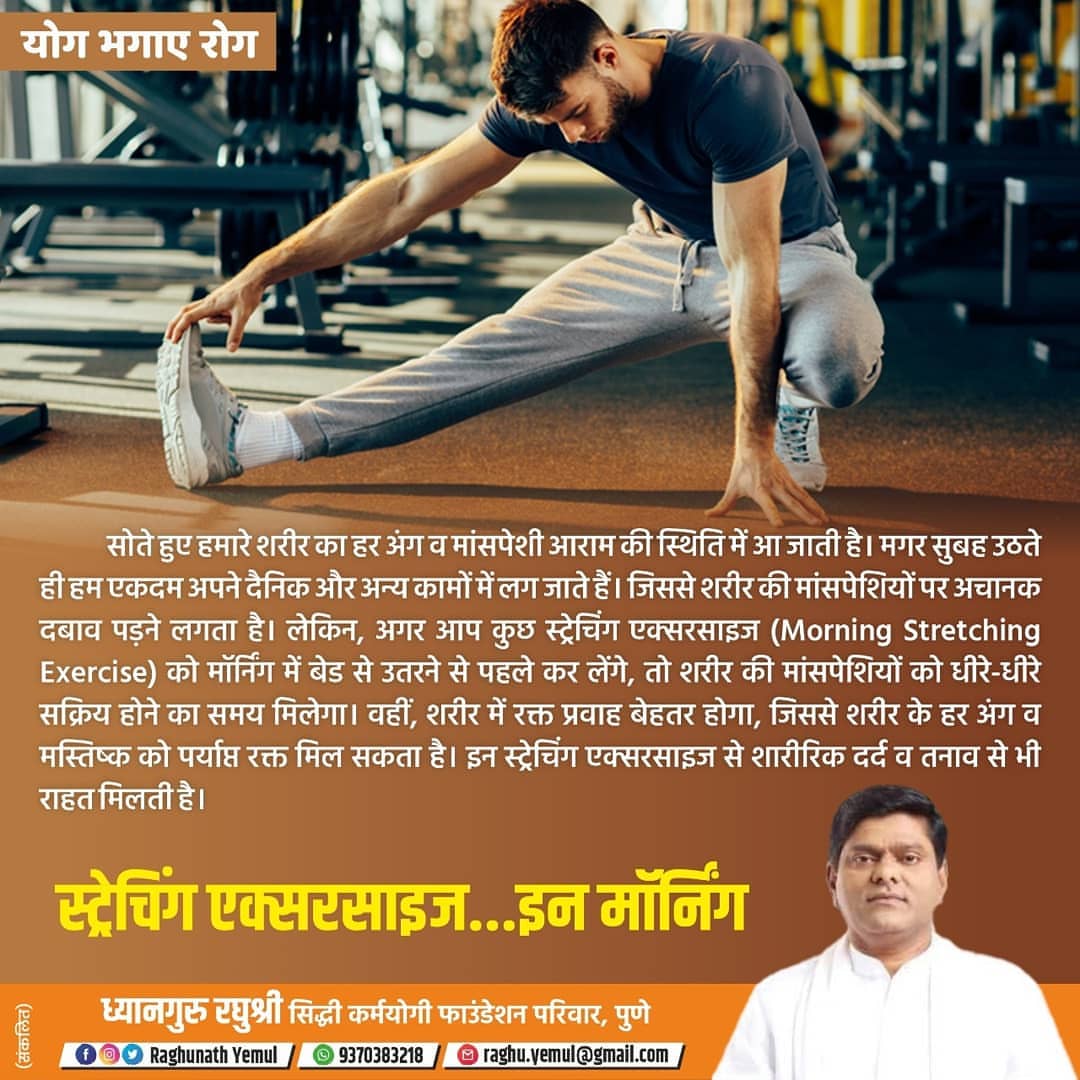 योग भगाए रोग
सोते हुए हमारे शरीर का हर अंग व मांसपेशी आराम की स्थिति में आ जाती है। मगर सुबह उठते
ही हम एकदम अपने दैनिक और अन्य कामों में लग जाते हैं। जिससे शरीर की मांसपेशियों पर अचानक
दबाव पड़ने लगता है। लेकिन, अगर आप कुछ स्ट्रेचिंग एक्सरसाइज (Morning Stretching
Exercise) को मॉर्निंग में बेड से उतरने से पहले कर लेंगे, तो शरीर की मांसपेशियों को धीरे-धीरे
सक्रिय होने का समय मिलेगा। वहीं, शरीर में रक्त प्रवाह बेहतर होगा, जिससे शरीर के हर अंग व
मस्तिष्क को पर्याप्त रक्त मिल सकता है। इन स्ट्रेचिंग एक्सरसाइज से शारीरिक दर्द व तनाव से भी
राहत मिलती है।
स्ट्रेचिंग एक्सरसाइज...इन मॉर्निंग
(संकलित)
ध्यानगुरु रघुश्री सिद्धी कर्मयोगी फाउंडेशन परिवार, पुणे
Raghunath Yemul 9370383218 raghu.yemul@gmail.com